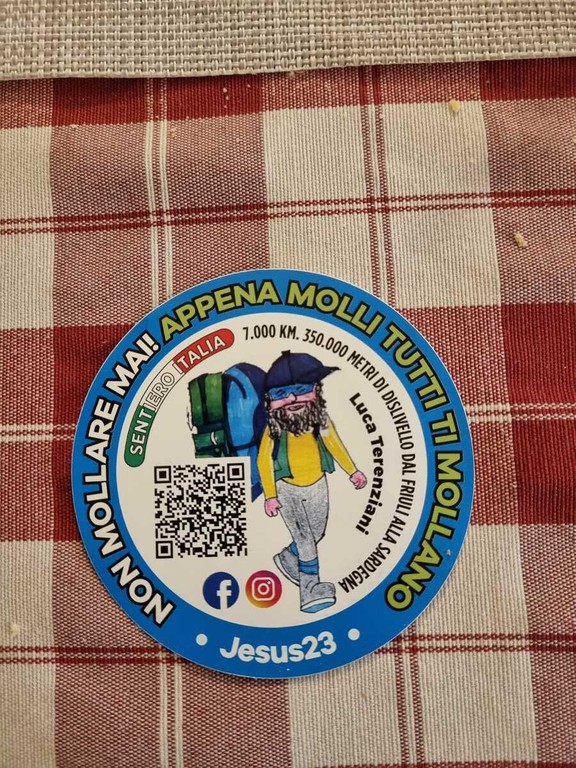 NON MOLLARE MAI! APPENA MOLLI TUTTI TI MOLLANO
SENTIERO ITALIA
7.000 KM. 350.000 METRI DI DISLIVELLO DAL FRIULI ALLA SARDEGNA
Luca Terenziani
f
• Jesus23 •